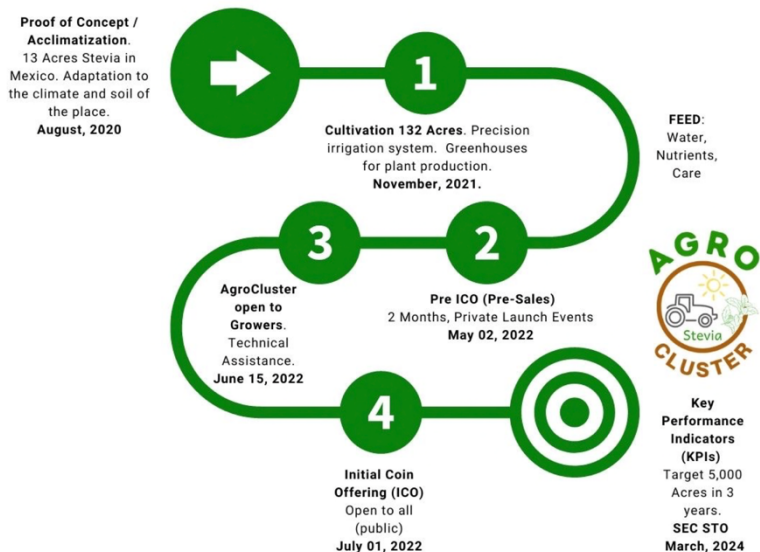 Proof of Concept /
Acclimatization.
13 Acres Stevia in
Mexico. Adaptation to
the climate and soil of
the place.
August, 2020
1
Cultivation 132 Acres. Precision
irrigation system. Greenhouses
for plant production.
November, 2021.
FEED:
Water,
Nutrients,
Care
2
Pre ICO (Pre-Sales)
2 Months, Private Launch Events
May 02, 2022
3
AgroCluster
open to
Growers.
Technical
Assistance.
June 15, 2022
4
Initial Coin
Offering (ICO)
Open to all
(public)
July 01, 2022
AGRO
Stevia
CLUSTER
Key
Performance
Indicators
(KPIs)
Target 5,000
Acres in 3
years.
SEC STO
March, 2024